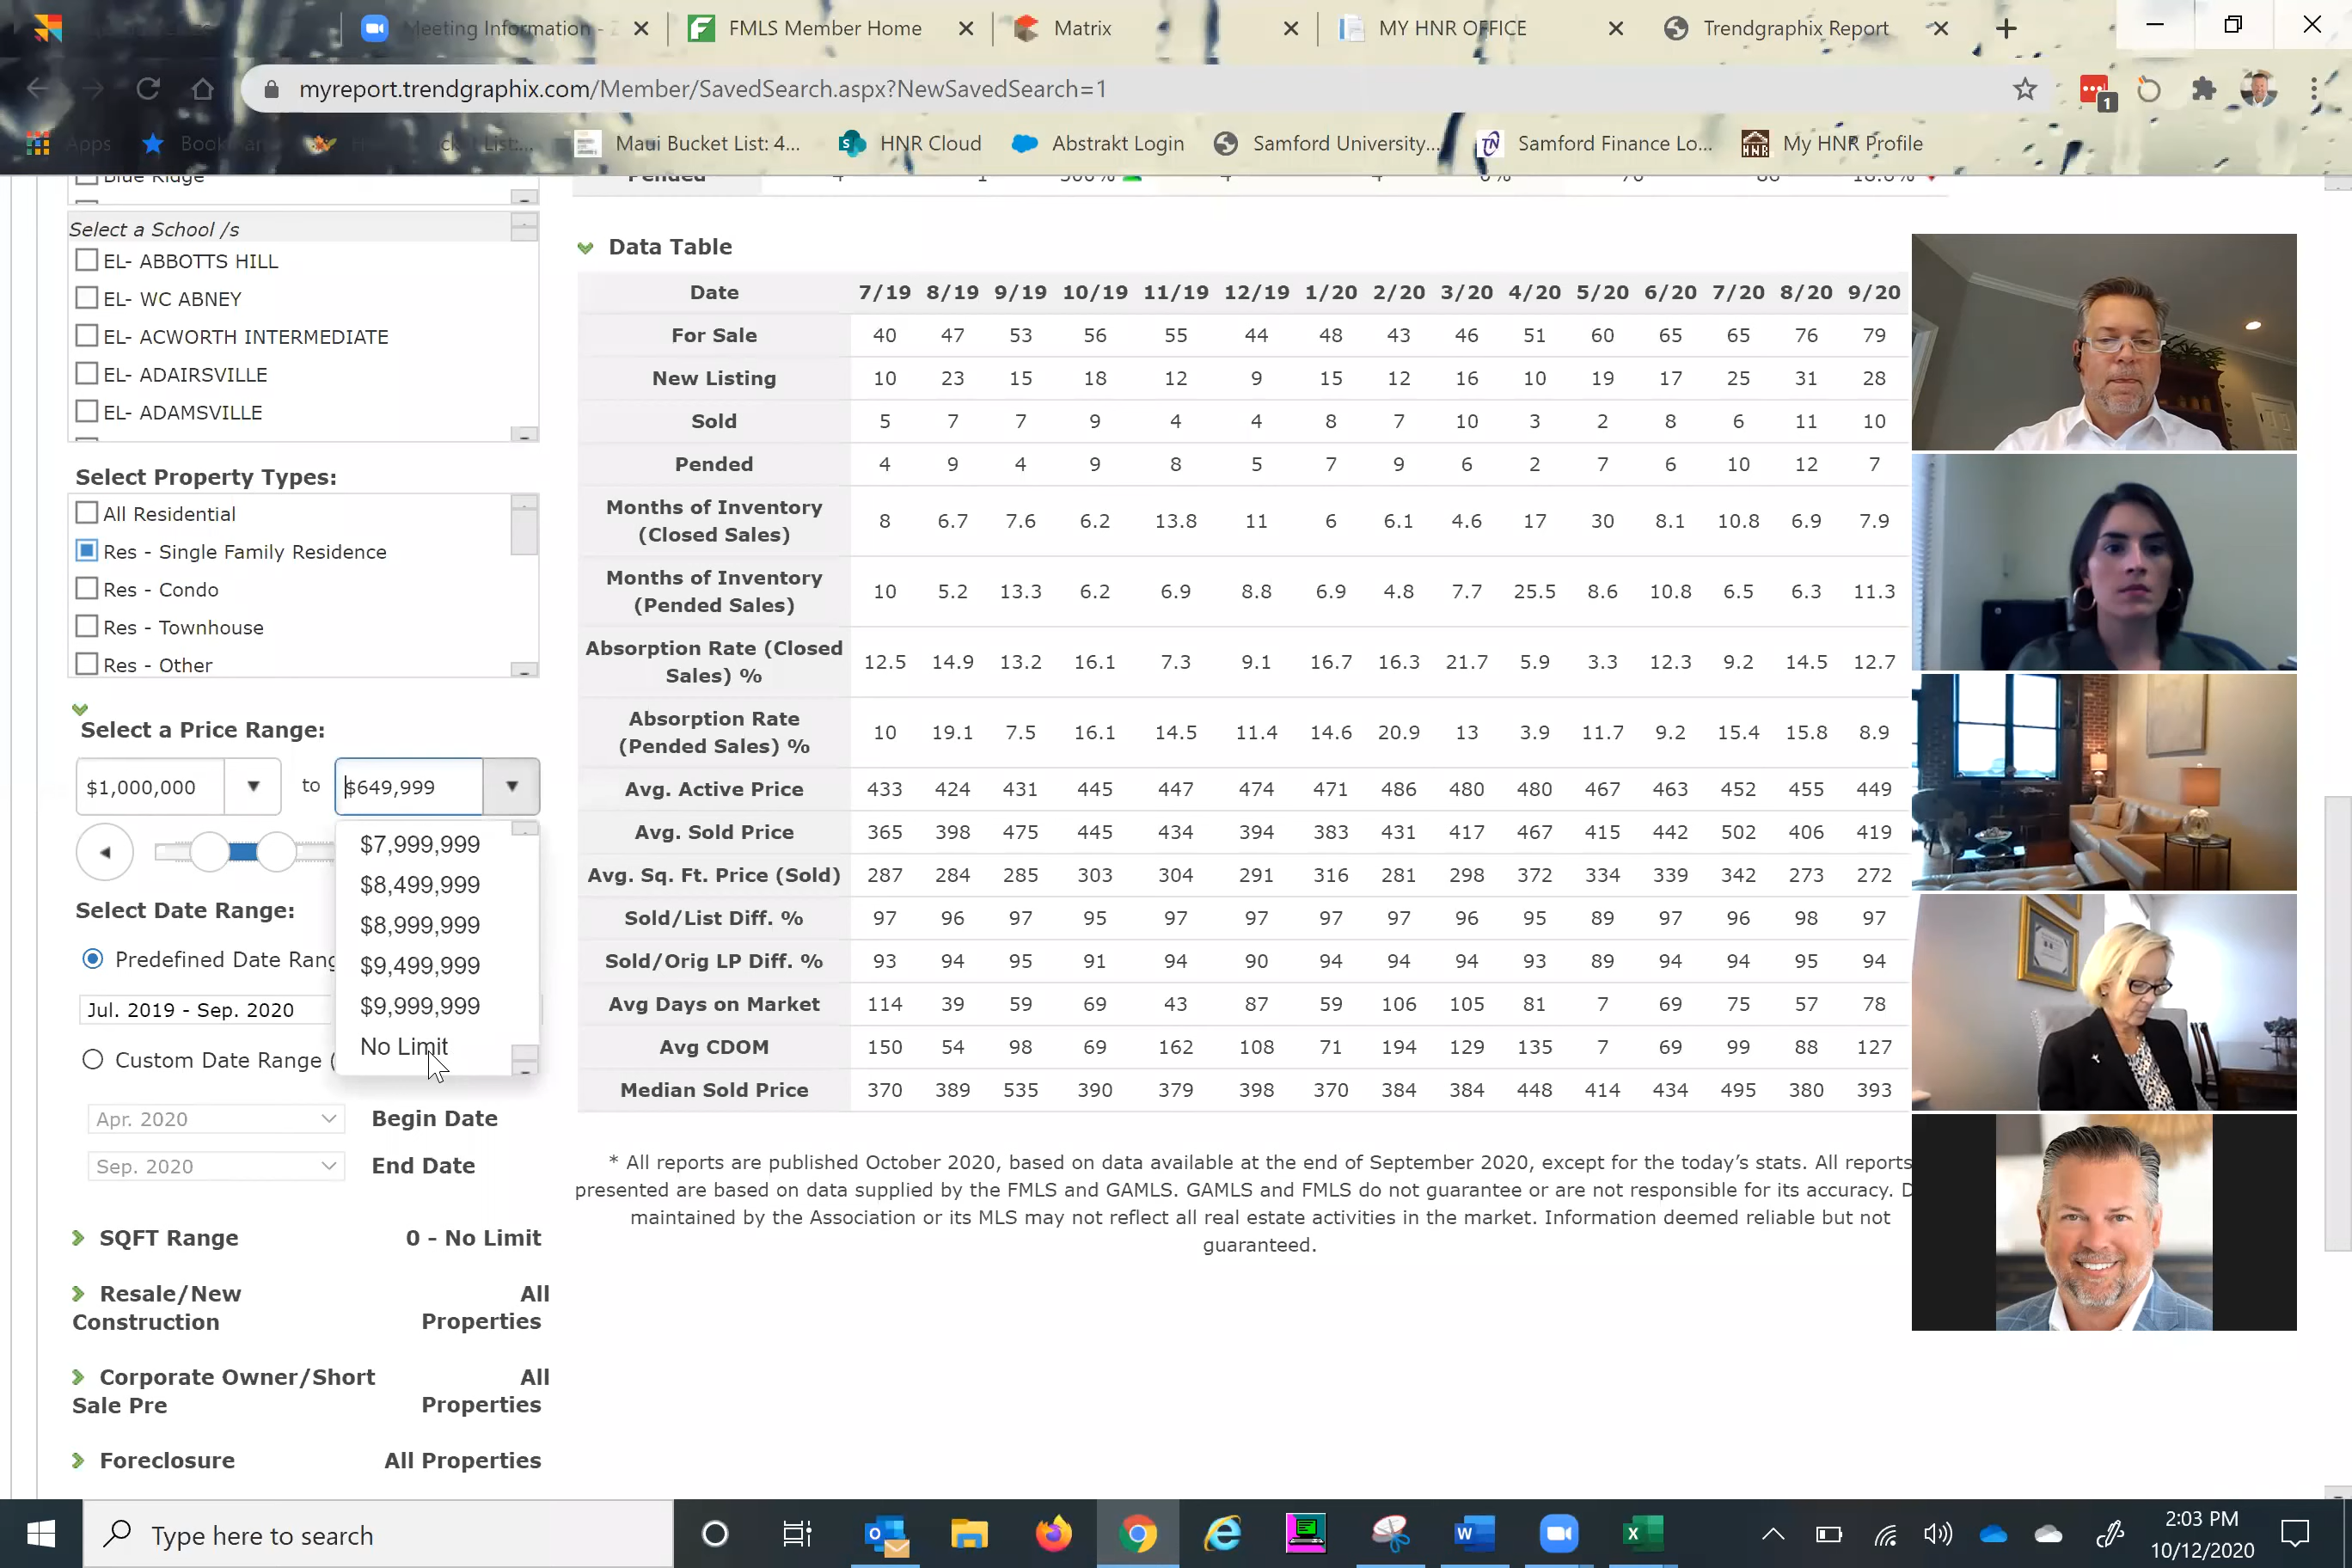 Meeting Information - Z
FMLS Member Home
Matrix
MY HNR OFFICE
Trendgraphix Report
myreport.trendgraphix.com/Member/SavedSearch.aspx?NewSavedSearch=1
1
Apps
Maui Bucket List: 4...
HNR Cloud
Abstrakt Login
Samford University...
Samford Finance Lo...
My HNR Profile
Blue Ridge
Select a School /s
EL- ABBOTTS HILL
EL- WC ABNEY
EL- ACWORTH INTERMEDIATE
EL- ADAIRSVILLE
EL- ADAMSVILLE
Select Property Types:
All Residential
Res - Single Family Residence
Res - Condo
Res - Townhouse
Res - Other
Select a Price Range:
$1,000,000 to $649,999
$7,999,999
$8,499,999
$8,999,999
$9,499,999
$9,999,999
No Limit
Select Date Range:
Predefined Date Rang
Jul. 2019 - Sep. 2020
Custom Date Range (
Apr. 2020 Begin Date
Sep. 2020 End Date
SQFT Range 0 - No Limit
Resale/New Construction All Properties
Corporate Owner/Short Sale Pre All Properties
Foreclosure All Properties
Pended
Data Table
Date 7/19 8/19 9/19 10/19 11/19 12/19 1/20 2/20 3/20 4/20 5/20 6/20 7/20 8/20 9/20
For Sale 40 47 53 56 55 44 48 43 46 51 60 65 65 76 79
New Listing 10 23 15 18 12 9 15 12 16 10 19 17 25 31 28
Sold 5 7 7 9 4 4 8 7 10 3 2 8 6 11 10
Pended 4 9 4 9 8 5 7 9 6 2 7 6 10 12 7
Months of Inventory (Closed Sales) 8 6.7 7.6 6.2 13.8 11 6 6.1 4.6 17 30 8.1 10.8 6.9 7.9
Months of Inventory (Pended Sales) 10 5.2 13.3 6.2 6.9 8.8 6.9 4.8 7.7 25.5 8.6 10.8 6.5 6.3 11.3
Absorption Rate (Closed Sales) % 12.5 14.9 13.2 16.1 7.3 9.1 16.7 16.3 21.7 5.9 3.3 12.3 9.2 14.5 12.7
Absorption Rate (Pended Sales) % 10 19.1 7.5 16.1 14.5 11.4 14.6 20.9 13 3.9 11.7 9.2 15.4 15.8 8.9
Avg. Active Price 433 424 431 445 447 474 471 486 480 480 467 463 452 455 449
Avg. Sold Price 365 398 475 445 434 394 383 431 417 467 415 442 502 406 419
Avg. Sq. Ft. Price (Sold) 287 284 285 303 304 291 316 281 298 372 334 339 342 273 272
Sold/List Diff. % 97 96 97 95 97 97 97 97 96 95 89 97 96 98 97
Sold/Orig LP Diff. % 93 94 95 91 94 90 94 94 94 93 89 94 94 95 94
Avg Days on Market 114 39 59 69 43 87 59 106 105 81 7 69 75 57 78
Avg CDOM 150 54 98 69 162 108 71 194 129 135 7 69 99 88 127
Median Sold Price 370 389 535 390 379 398 370 384 384 448 414 434 495 380 393
* All reports are published October 2020, based on data available at the end of September 2020, except for the today's stats. All reports
presented are based on data supplied by the FMLS and GAMLS. GAMLS and FMLS do not guarantee or are not responsible for its accuracy. D
maintained by the Association or its MLS may not reflect all real estate activities in the market. Information deemed reliable but not
guaranteed.
Type here to search
2:03 PM
10/12/2020